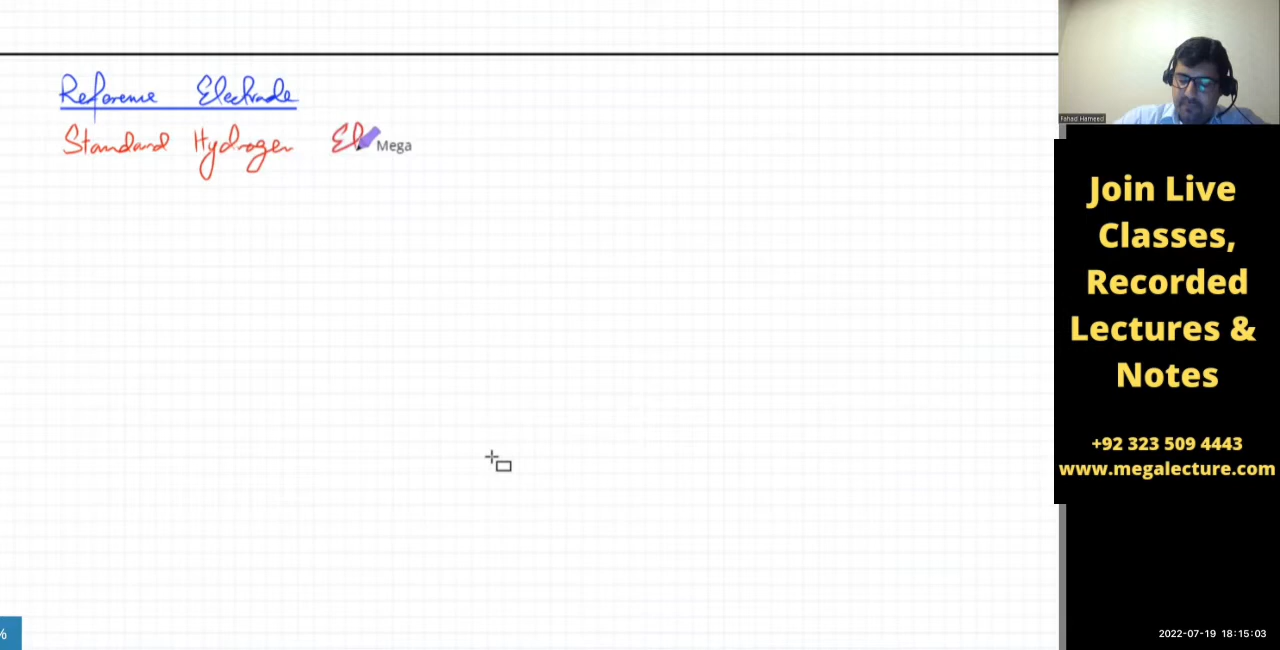 Reference Electrode
Standard Hydrogen El
Mega
Fahad Hameed
Join Live
Classes,
Recorded
Lectures &
Notes
+92 323 509 4443
www.megalecture.com
%
2022-07-19 18:15:03